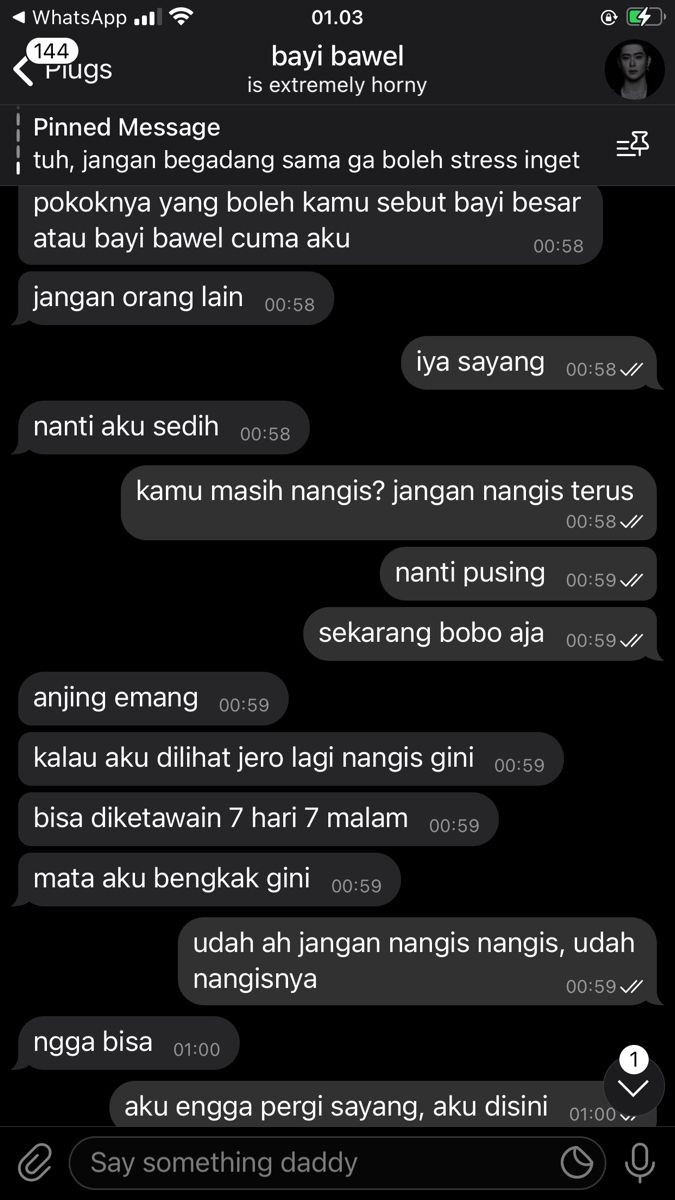 WhatsApp
01.03
144
Plugs
bayi bawel
is extremely horny
Pinned Message
tuh, jangan begadang sama ga boleh stress inget
pokoknya yang boleh kamu sebut bayi besar
atau bayi bawel cuma aku
00:58
jangan orang lain 00:58
iya sayang 00:58
nanti aku sedih 00:58
kamu masih nangis? jangan nangis terus
00:58
nanti pusing 00:59
sekarang bobo aja 00:59
anjing emang 00:59
kalau aku dilihat jero lagi nangis gini 00:59
bisa diketawain 7 hari 7 malam 00:59
mata aku bengkak gini 00:59
udah ah jangan nangis nangis, udah
nangisnya 00:59
ngga bisa 01:00
1
aku engga pergi sayang, aku disini 01:00
Say something daddy